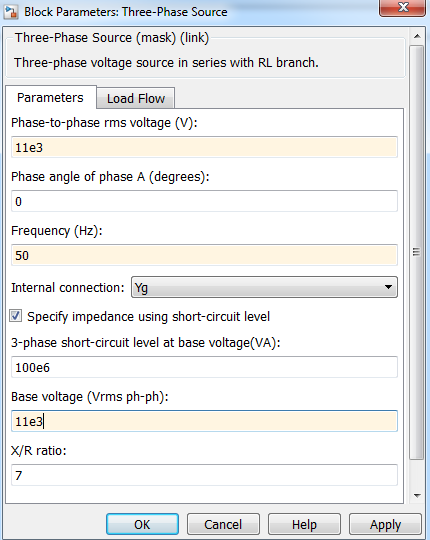 Block Parameters: Three-Phase Source
Three-Phase Source (mask) (link)
Three-phase voltage source in series with RL branch.
Parameters Load Flow
Phase-to-phase rms voltage (V):
11e3
Phase angle of phase A (degrees):
0
Frequency (Hz):
50
Internal connection: Yg
Specify impedance using short-circuit level
3-phase short-circuit level at base voltage(VA):
100e6
Base voltage (Vrms ph-ph):
11e3
X/R ratio:
7
OK Cancel Help Apply